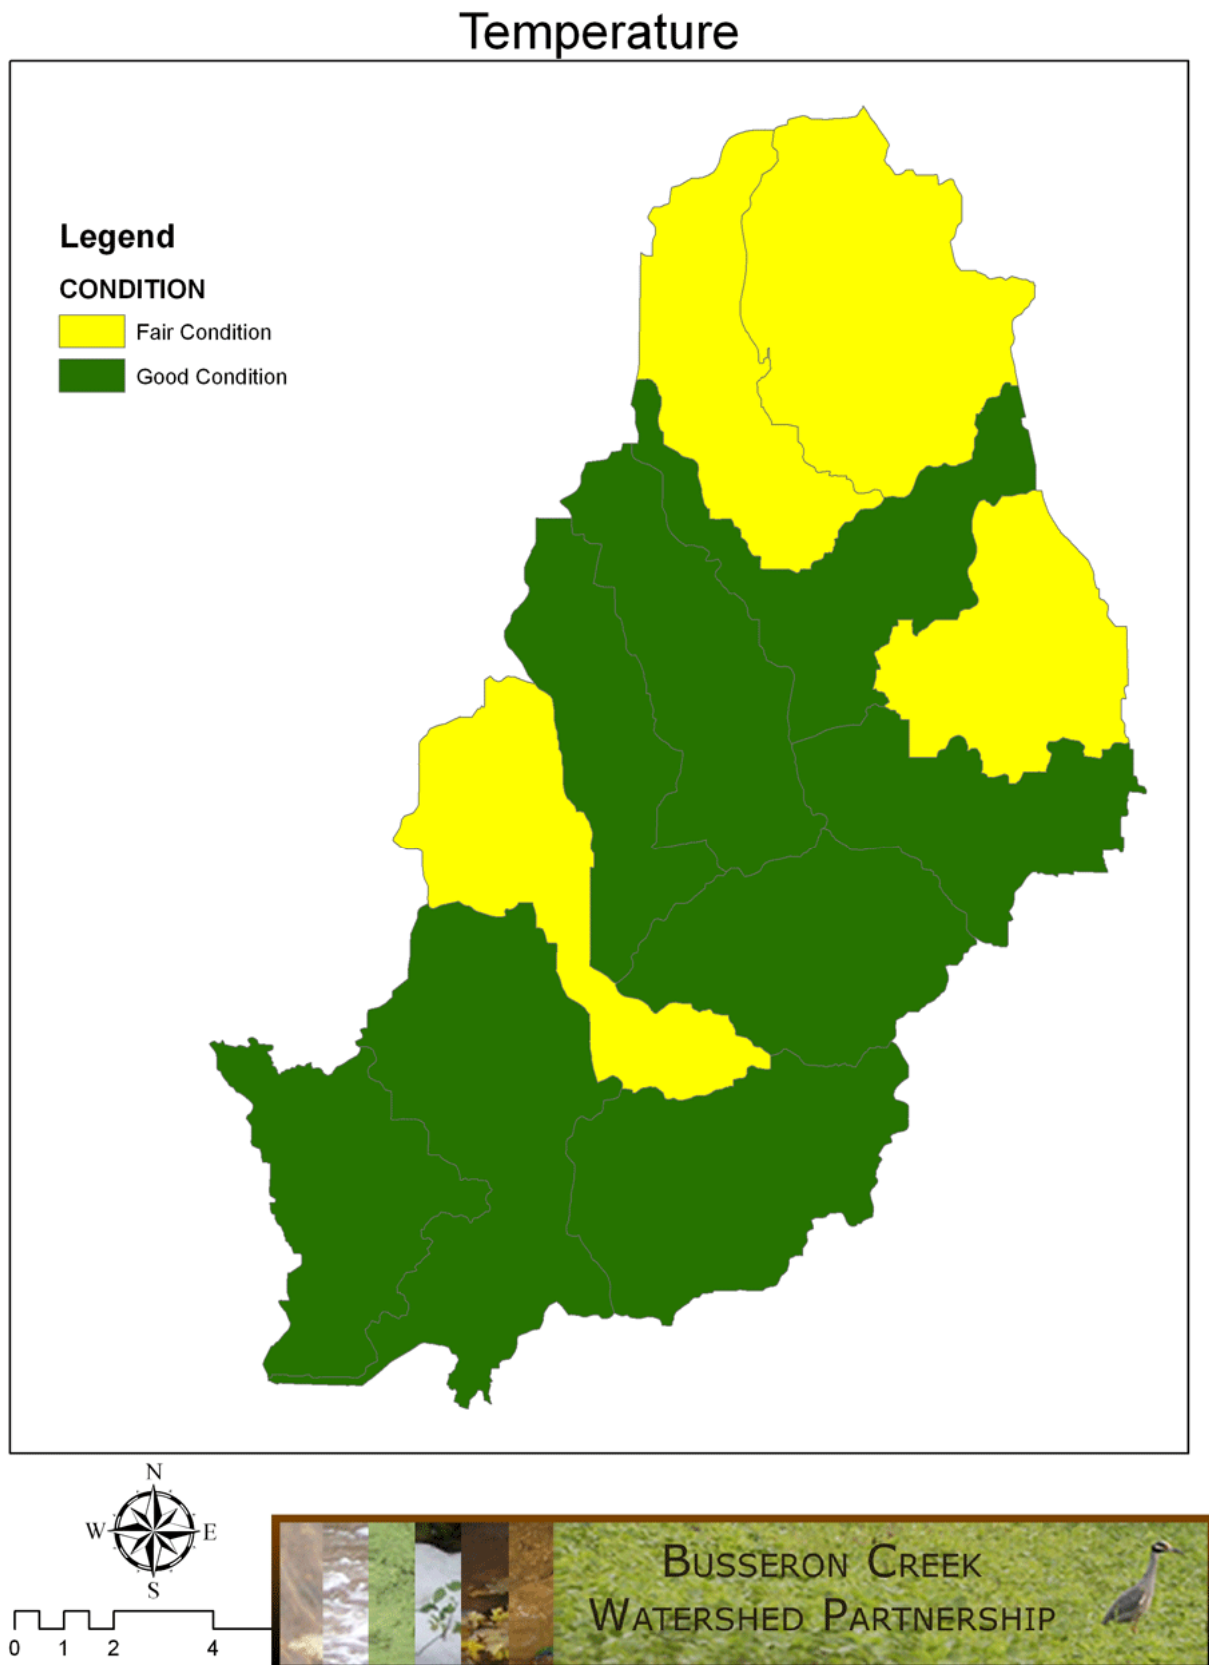 Temperature
Legend
CONDITION
Fair Condition
Good Condition
N
W E
S
0 1 2 4
BUSSERON CREEK
WATERSHED PARTNERSHIP